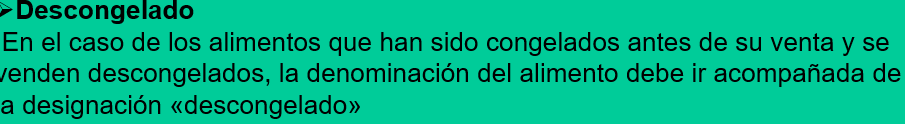 ➢Descongelado
En el caso de los alimentos que han sido congelados antes de su venta y se
venden descongelados, la denominación del alimento debe ir acompañada de
a designación «descongelado»